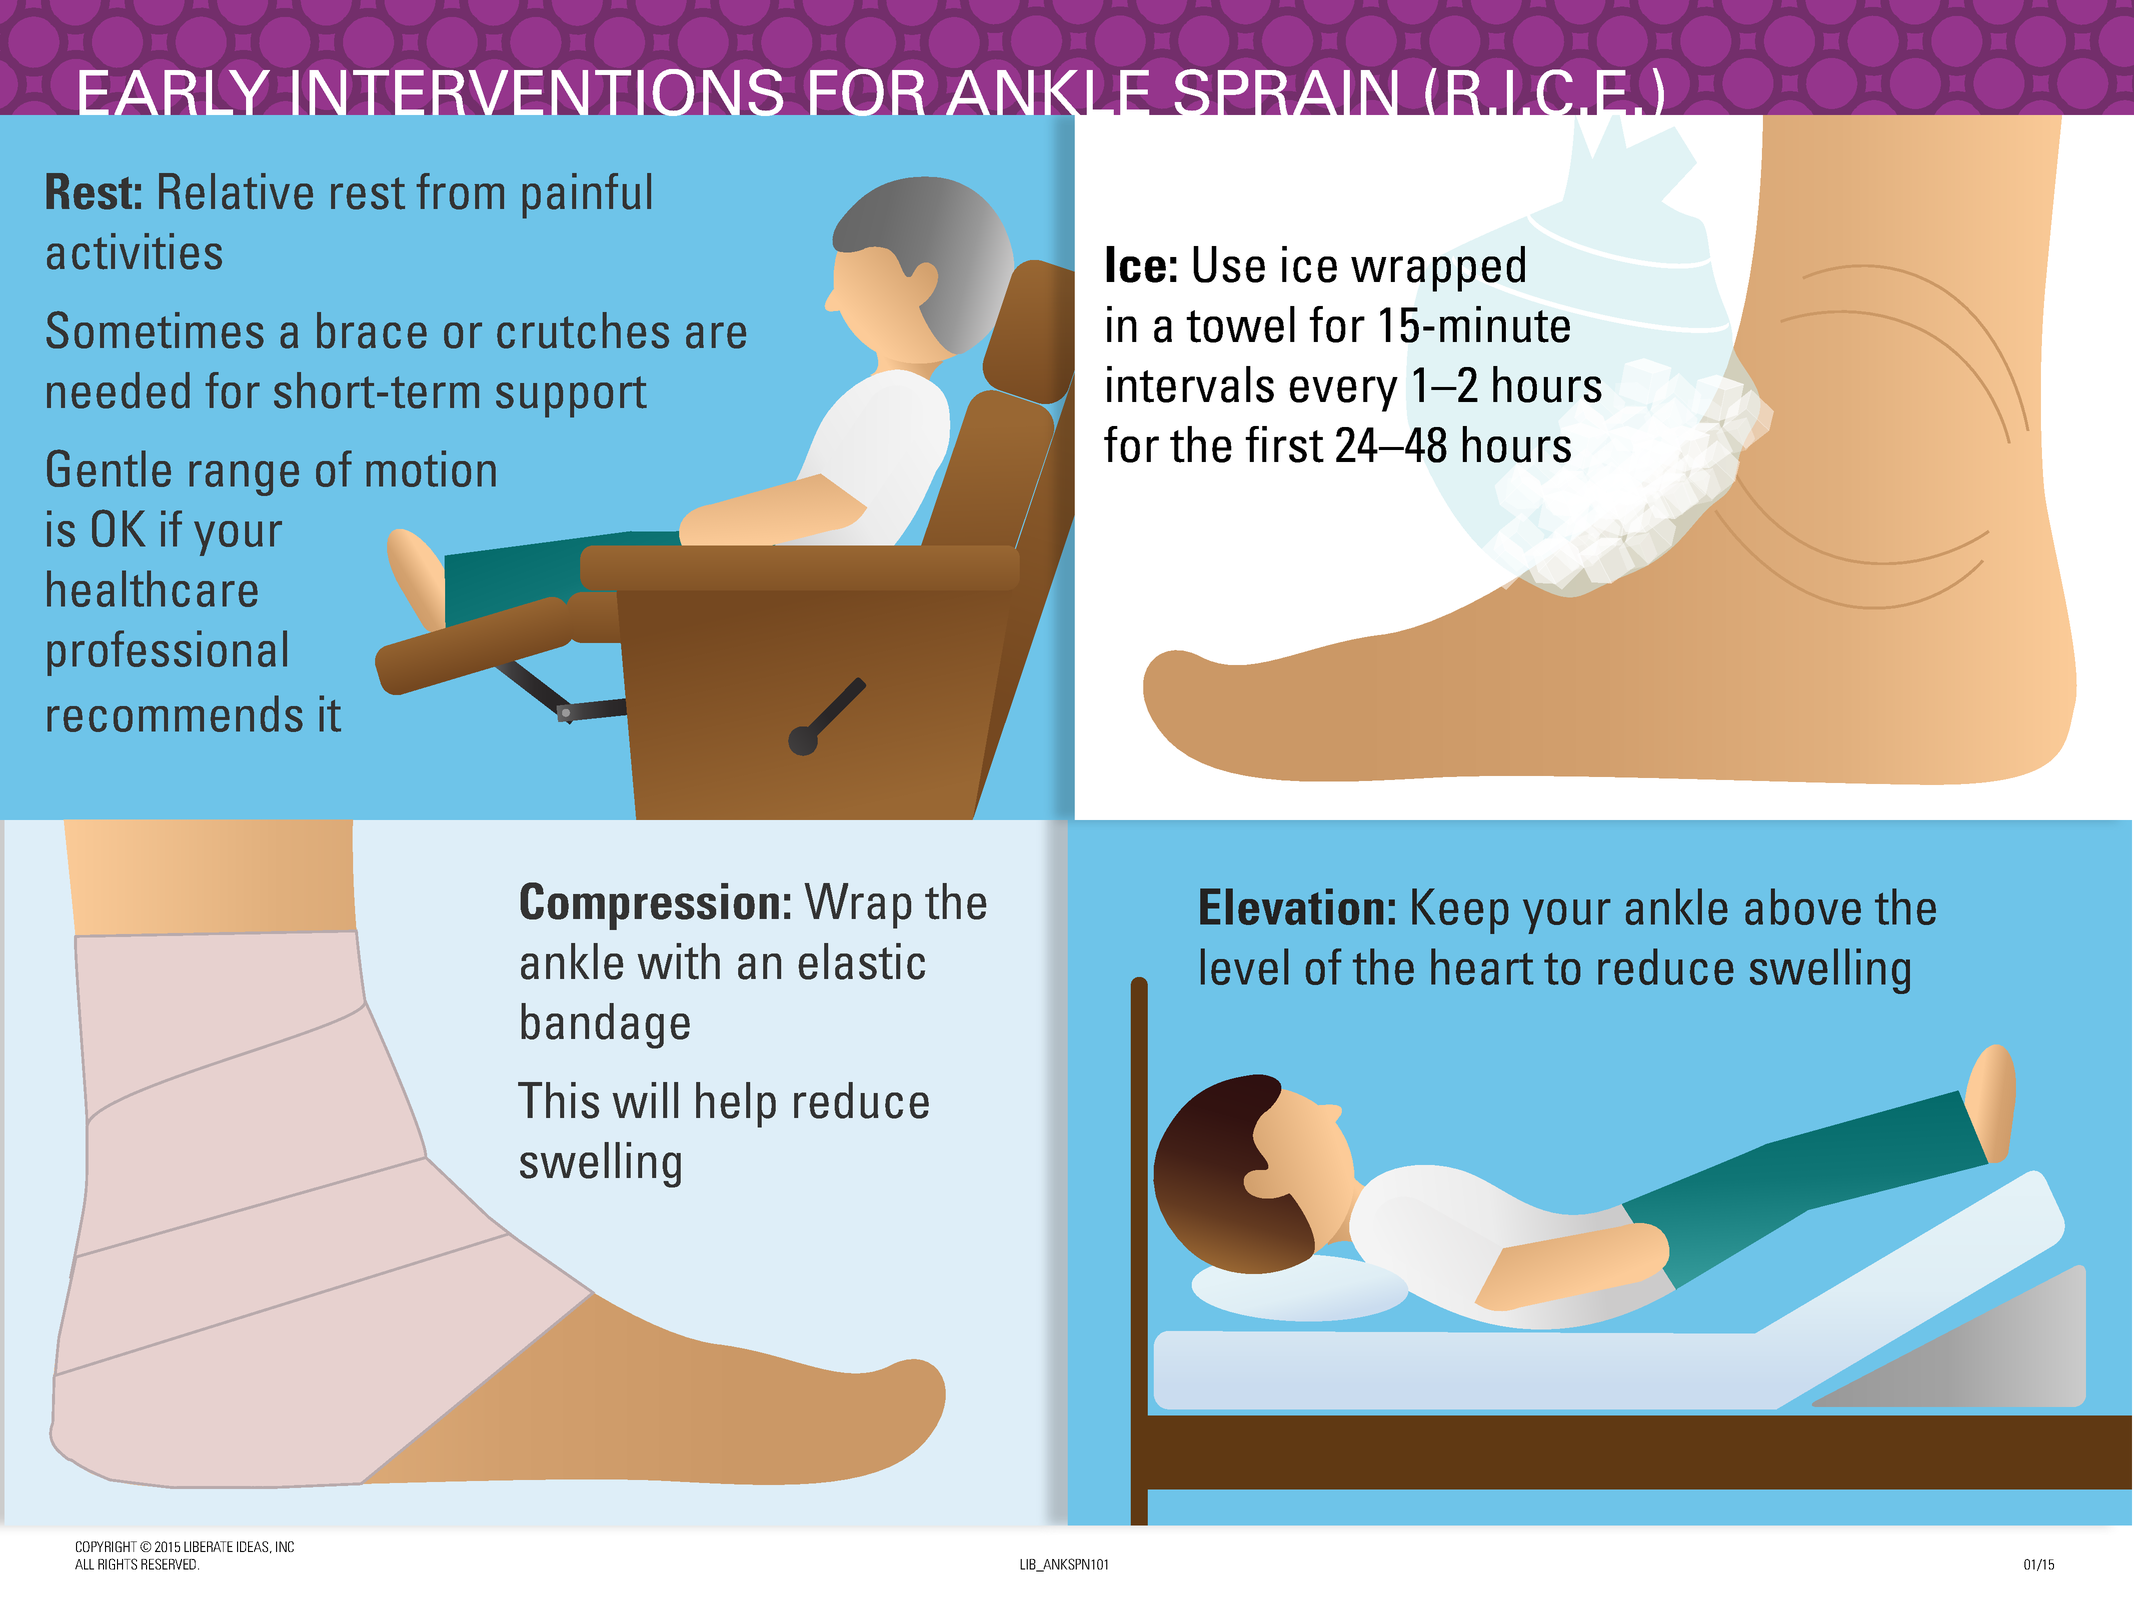 EARLY INTERVENTIONS FOR ANKLE SPRAIN (R.I.C.E.)
Rest: Relative rest from painful
activities
Sometimes a brace or crutches are
needed for short-term support
Gentle range of motion
is OK if your
healthcare
professional
recommends it
Ice: Use ice wrapped
in a towel for 15-minute
intervals every 1–2 hours
for the first 24–48 hours
Compression: Wrap the
ankle with an elastic
bandage
This will help reduce
swelling
Elevation: Keep your ankle above the
level of the heart to reduce swelling
COPYRIGHT © 2015 LIBERATE IDEAS, INC
ALL RIGHTS RESERVED.
LIB_ANKSPN101
01/15